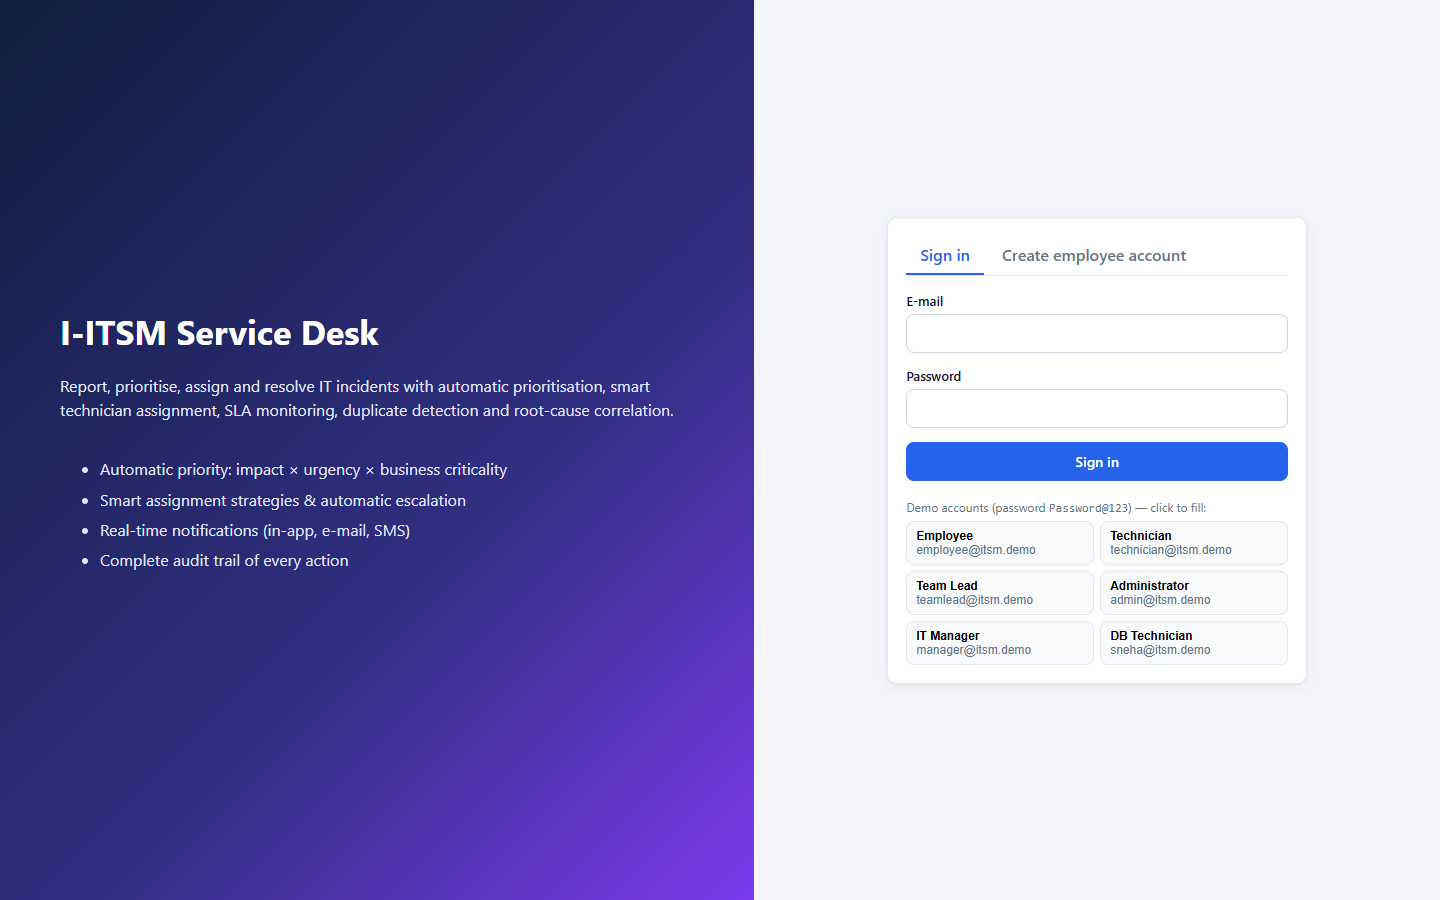 I-ITSM Service Desk
Report, prioritise, assign and resolve IT incidents with automatic prioritisation, smart
technician assignment, SLA monitoring, duplicate detection and root-cause correlation.
Automatic priority: impact × urgency × business criticality
Smart assignment strategies & automatic escalation
Real-time notifications (in-app, e-mail, SMS)
Complete audit trail of every action
Sign in
Create employee account
E-mail
Password
Sign in
Demo accounts (password Password@123) — click to fill:
Employee
employee@itsm.demo
Technician
technician@itsm.demo
Team Lead
teamlead@itsm.demo
Administrator
admin@itsm.demo
IT Manager
manager@itsm.demo
DB Technician
sneha@itsm.demo